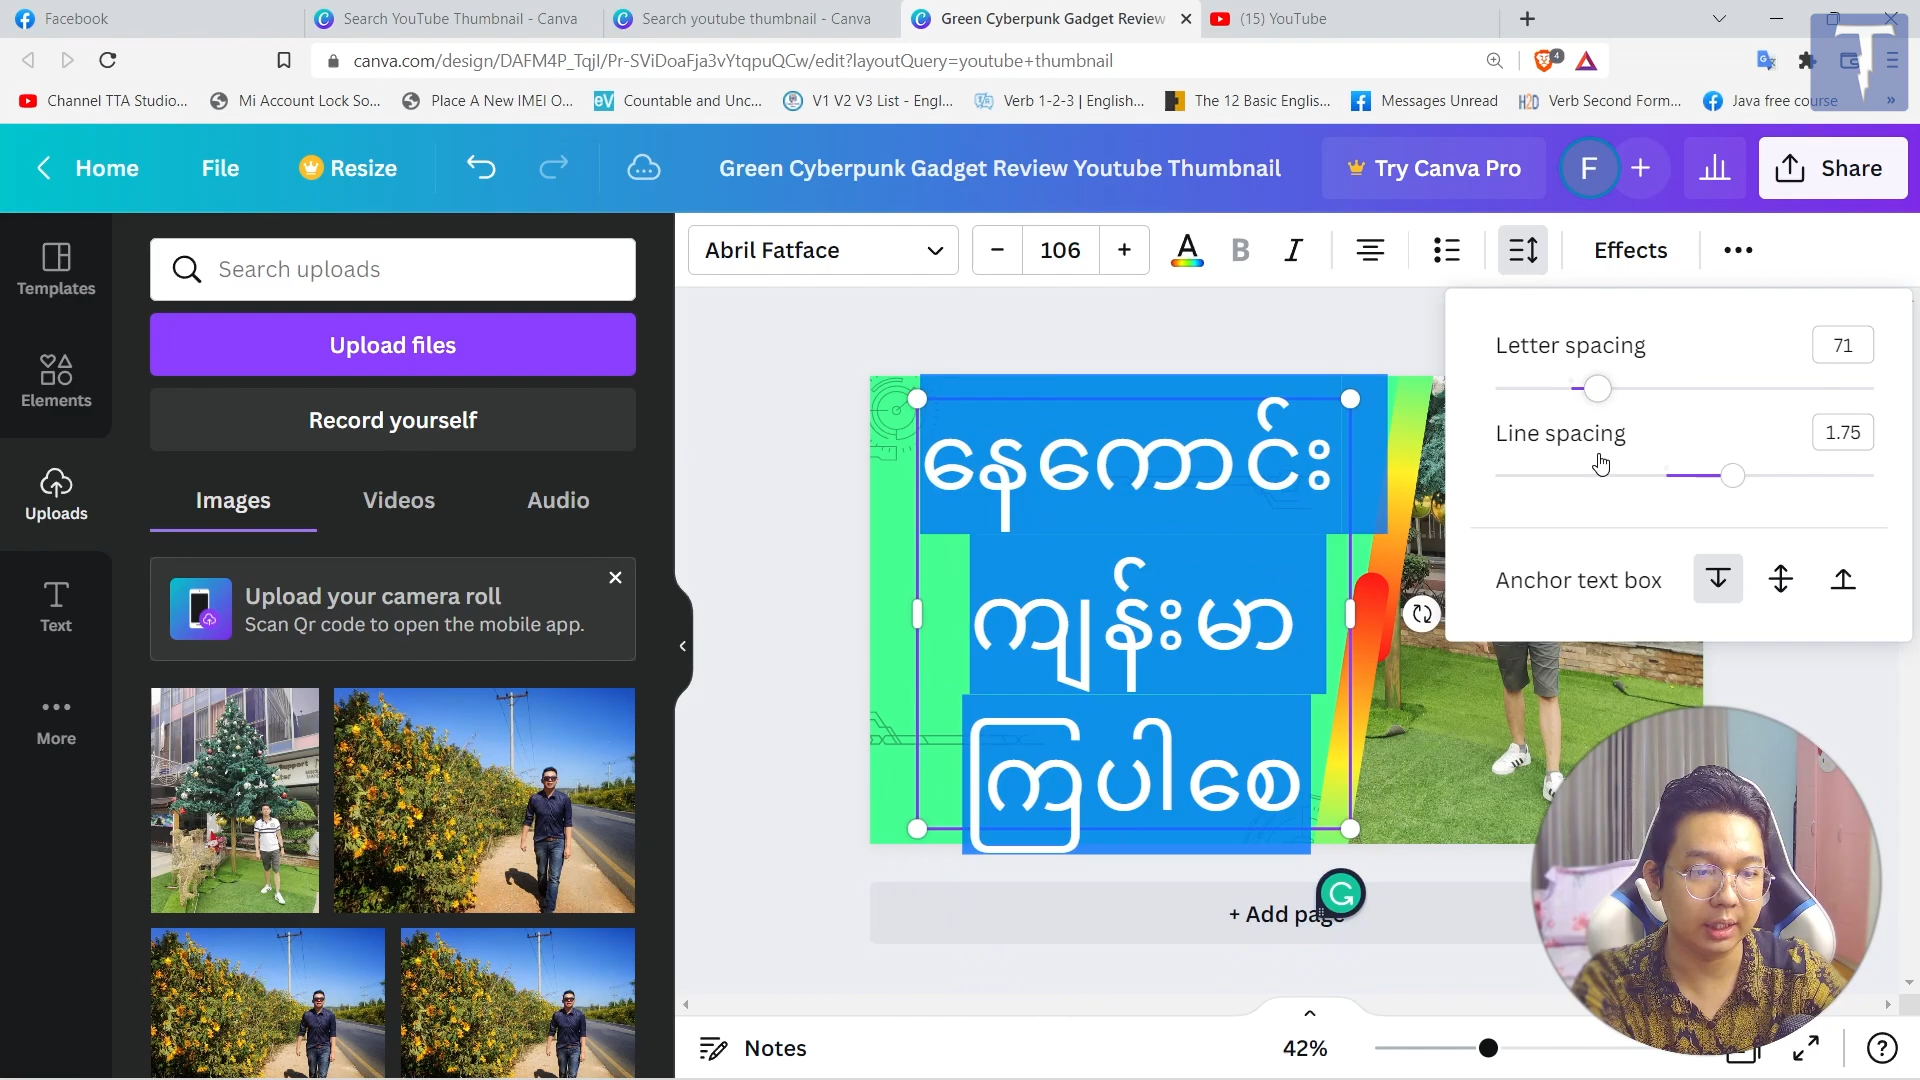 Facebook
Search YouTube Thumbnail - Canva
Search youtube thumbnail - Canva
Green Cyberpunk Gadget Review
(15) YouTube
canva.com/design/DAFM4P_TqjI/Pr-SViDoaFja3vYtqpuQCw/edit?layoutQuery=youtube+thumbnail
4
Channel TTA Studio...
Mi Account Lock So...
Place A New IMEI O...
Countable and Unc...
V1 V2 V3 List - Engl...
Verb 1-2-3 | English...
The 12 Basic Englis...
Messages Unread
Verb Second Form...
Java free course
Home
File
Resize
Green Cyberpunk Gadget Review Youtube Thumbnail
Try Canva Pro
F
Share
Templates
Elements
Uploads
Text
More
Search uploads
Upload files
Record yourself
Images
Videos
Audio
Upload your camera roll
Scan Qr code to open the mobile app.
Abril Fatface
106
A
B
I
Effects
Letter spacing
71
Line spacing
1.75
Anchor text box
နေကောင်း
ကျန်းမာ
ကြပါစေ
+ Add page
Notes
42%